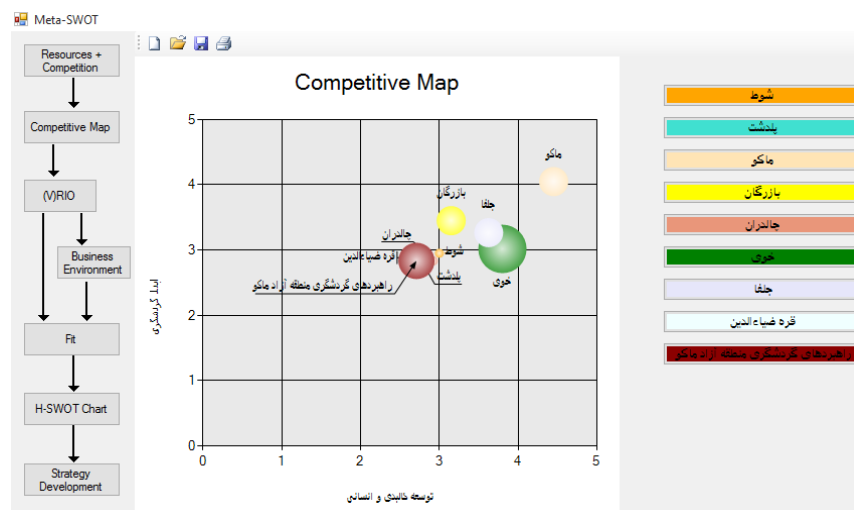 Meta-SWOT
Resources +
Competition
Competitive Map
(V)RIO
Business
Environment
Fit
H-SWOT Chart
Strategy
Development
Competitive Map
5
4
3
2
1
0
0
1
2
3
4
5
ابعاد گردشگری
توسعه کالبدی و انسانی
ماکو
بازرگان
جلفا
چالدران
قره ضیاءالدین
شوط
پلدشت
خوی
راهبردهای گردشگری منطقه آزاد ماکو
شوط
پلدشت
ماکو
بازرگان
چالدران
خوی
جلفا
قره ضیاءالدین
راهبردهای گردشگری منطقه آزاد ماکو